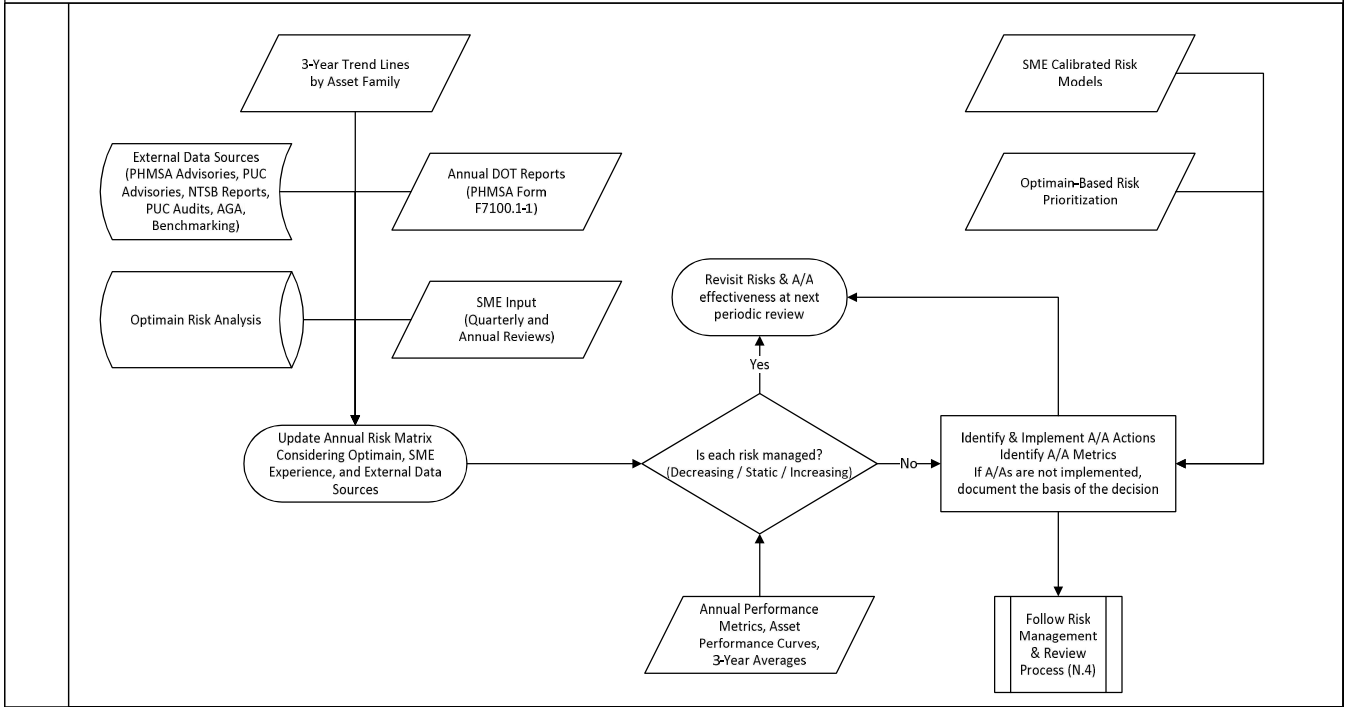 3-Year Trend Lines
by Asset Family
SME Calibrated Risk
Models
External Data Sources
(PHMSA Advisories, PUC
Advisories, NTSB Reports,
PUC Audits, AGA,
Benchmarking)
Annual DOT Reports
(PHMSA Form
F7100.1-1)
Optimain-Based Risk
Prioritization
Optimain Risk Analysis
SME Input
(Quarterly and
Annual Reviews)
Revisit Risks & A/A
effectiveness at next
periodic review
Yes
Update Annual Risk Matrix
Considering Optimain, SME
Experience, and External Data
Sources
Is each risk managed?
(Decreasing / Static / Increasing)
No
Identify & Implement A/A Actions
Identify A/A Metrics
If A/As are not implemented,
document the basis of the decision
Annual Performance
Metrics, Asset
Performance Curves,
3-Year Averages
Follow Risk
Management
& Review
Process (N.4)